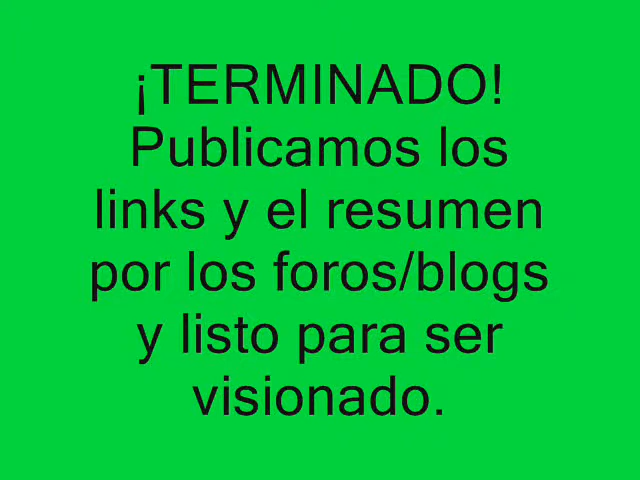 ¡TERMINADO!
Publicamos los
links y el resumen
por los foros/blogs
y listo para ser
visionado.